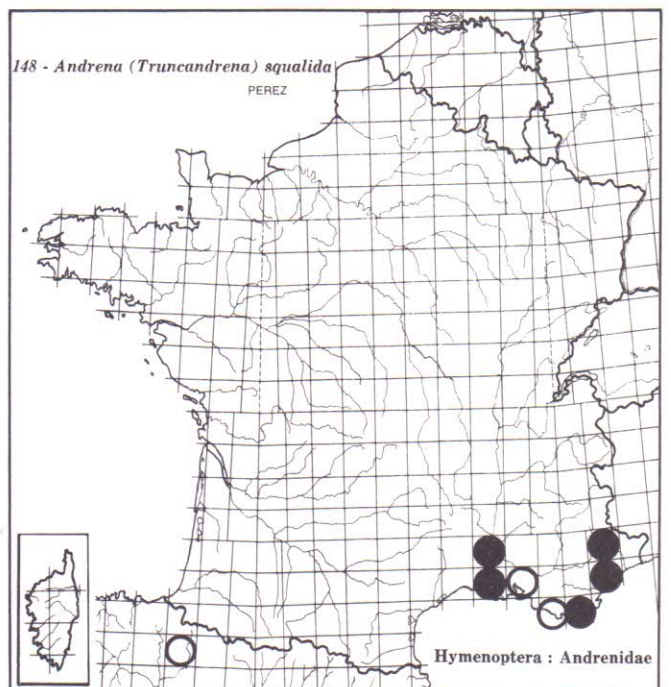 148 - Andrena (Truncandrena) squalida
PEREZ
Hymenoptera : Andrenidae